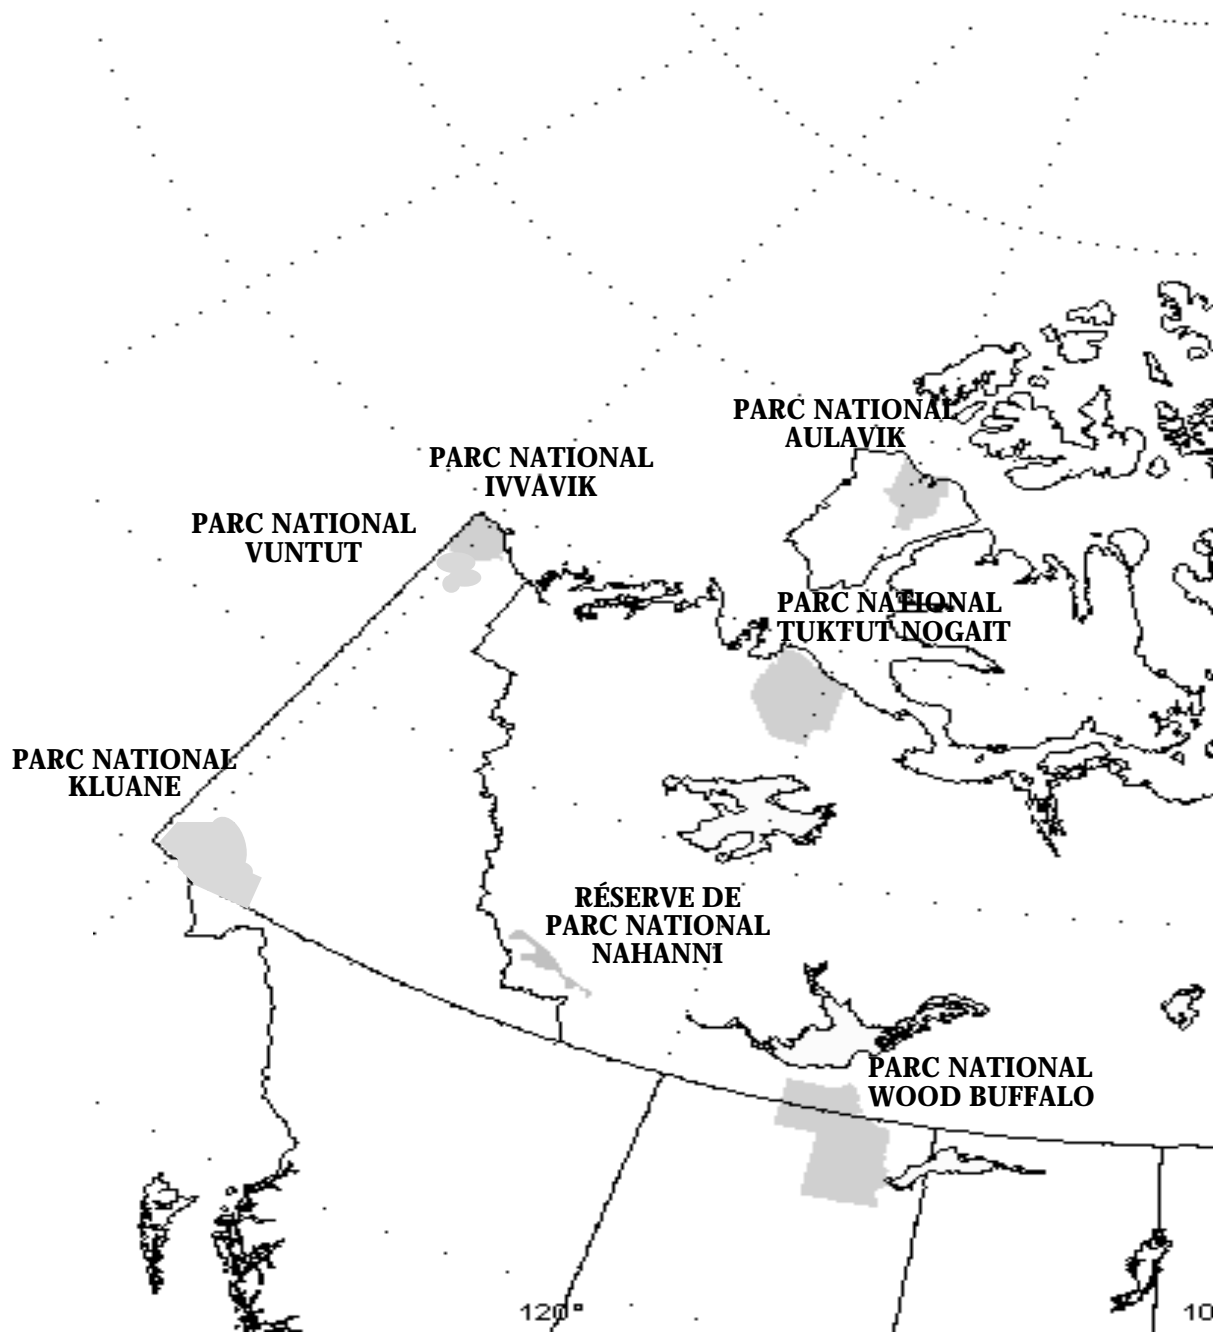 PARC NATIONAL
AULAVIK
PARC NATIONAL
IVVAVIK
PARC NATIONAL
VUNTUT
PARC NATIONAL
TUKTUT NOGAIT
PARC NATIONAL
KLUANE
RÉSERVE DE
PARC NATIONAL
NAHANNI
PARC NATIONAL
WOOD BUFFALO
120°
10